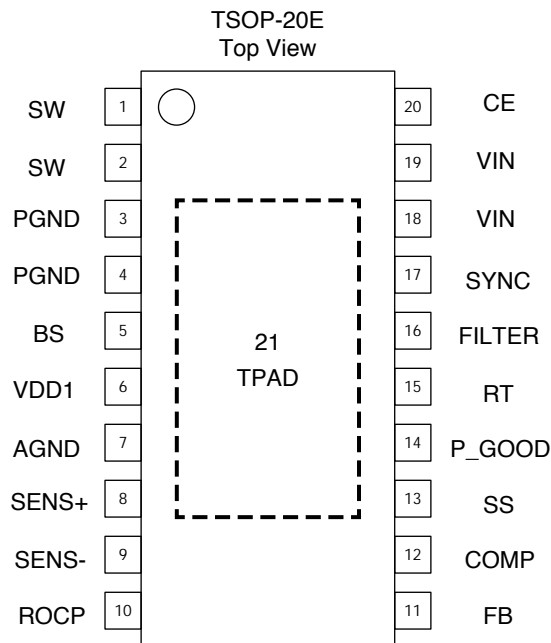 TSOP-20E
Top View
SW 1 20 CE
SW 2 19 VIN
PGND 3 18 VIN
PGND 4 17 SYNC
BS 5 16 FILTER
21
VDD1 6 15 RT
TPAD
AGND 7 14 P_GOOD
SENS+ 8 13 SS
SENS- 9 12 COMP
ROCP 10 11 FB